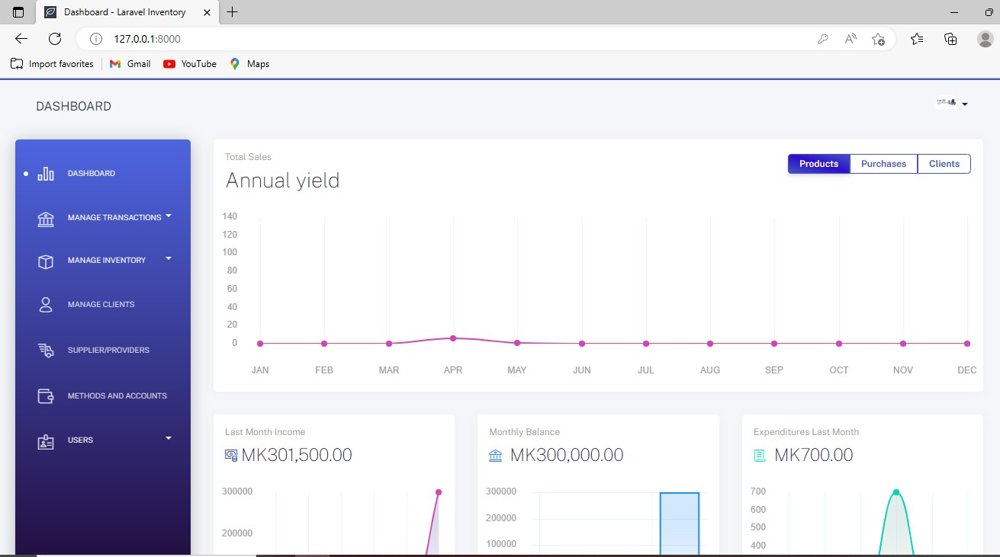 Dashboard - Laravel Inventory
127.0.0.1:8000
Import favorites
Gmail
YouTube
Maps
DASHBOARD
DASHBOARD
MANAGE TRANSACTIONS
MANAGE INVENTORY
MANAGE CLIENTS
SUPPLIER/PROVIDERS
METHODS AND ACCOUNTS
USERS
Total Sales
Annual yield
Products Purchases Clients
140
120
100
80
60
40
20
0
JAN FEB MAR APR MAY JUN JUL AUG SEP OCT NOV DEC
Last Month Income
MK301,500.00
300000
200000
Monthly Balance
MK300,000.00
300000
200000
100000
Expenditures Last Month
MK700.00
700
600
500
400